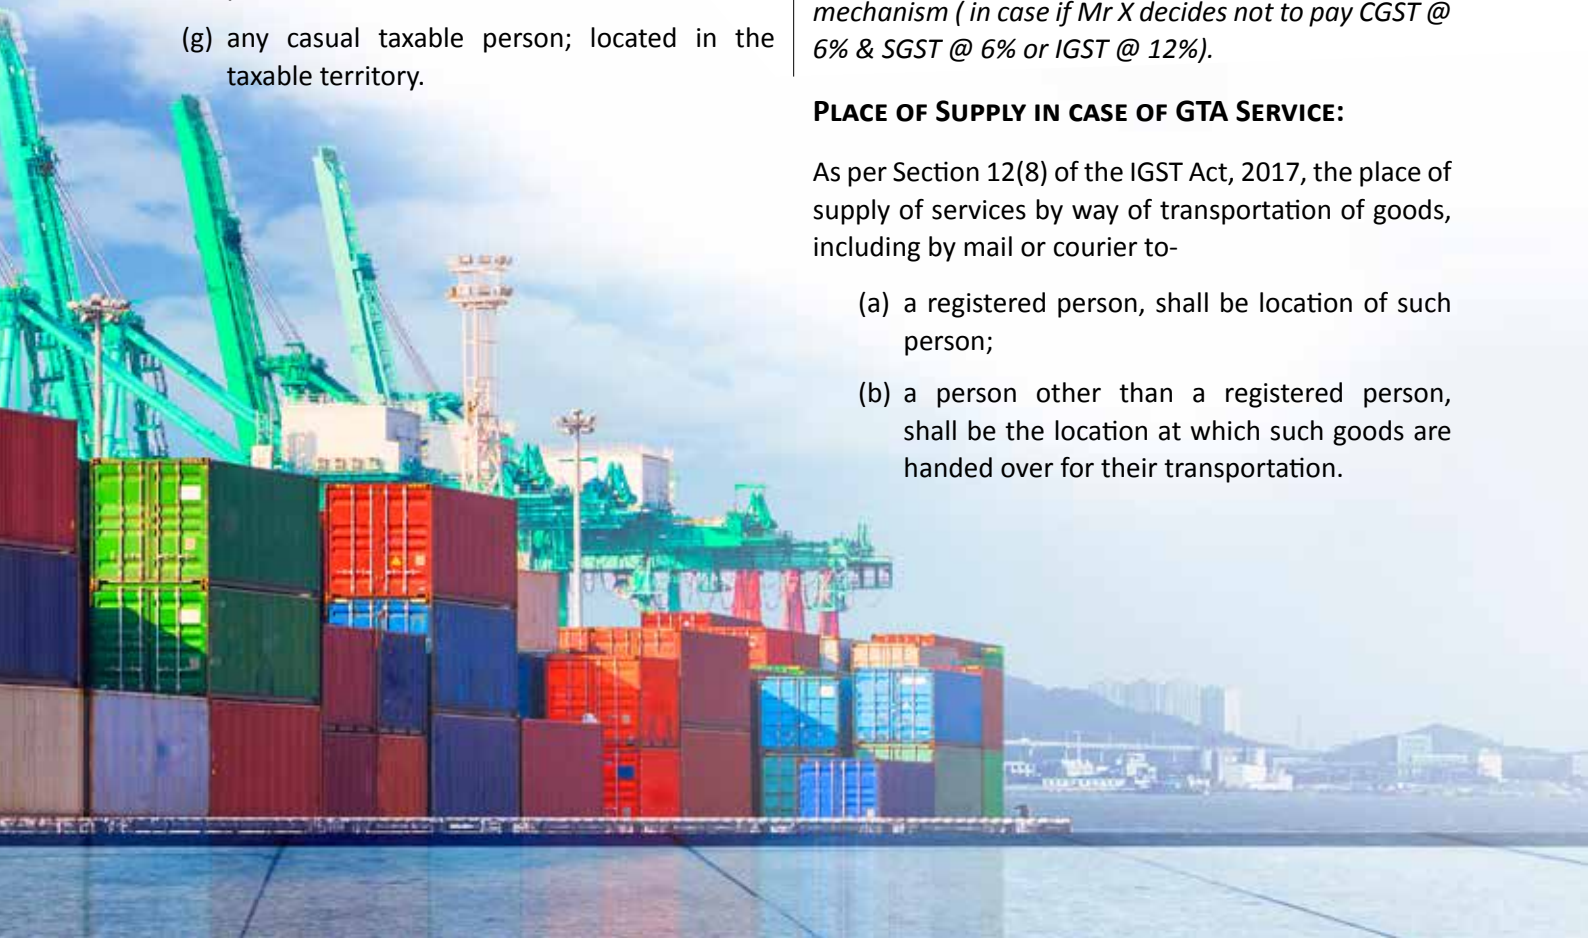 (g) any casual taxable person; located in the
taxable territory.
mechanism ( in case if Mr X decides not to pay CGST @
6% & SGST @ 6% or IGST @ 12%).
PLACE OF SUPPLY IN CASE OF GTA SERVICE:
As per Section 12(8) of the IGST Act, 2017, the place of
supply of services by way of transportation of goods,
including by mail or courier to-
(a) a registered person, shall be location of such
person;
(b) a person other than a registered person,
shall be the location at which such goods are
handed over for their transportation.